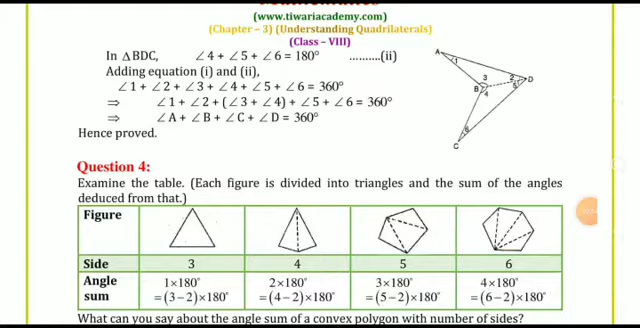 (www.tiwariacademy.com)
(Chapter – 3) (Understanding Quadrilaterals)
(Class – VIII)
In △BDC, ∠4 + ∠5 + ∠6 = 180° ..........(ii)
Adding equation (i) and (ii),
∠1 + ∠2 + ∠3 + ∠4 + ∠5 + ∠6 = 360°
⇒ ∠1 + ∠2 + (∠3 + ∠4) + ∠5 + ∠6 = 360°
⇒ ∠A + ∠B + ∠C + ∠D = 360°
Hence proved.
A
1
3
2
D
B
4
5
6
C
Question 4:
Examine the table. (Each figure is divided into triangles and the sum of the angles
deduced from that.)
Figure
Side 3 4 5 6
Angle sum
1×180° 2×180° 3×180° 4×180°
=(3−2)×180° =(4−2)×180° =(5−2)×180° =(6−2)×180°
What can you say about the angle sum of a convex polygon with number of sides?